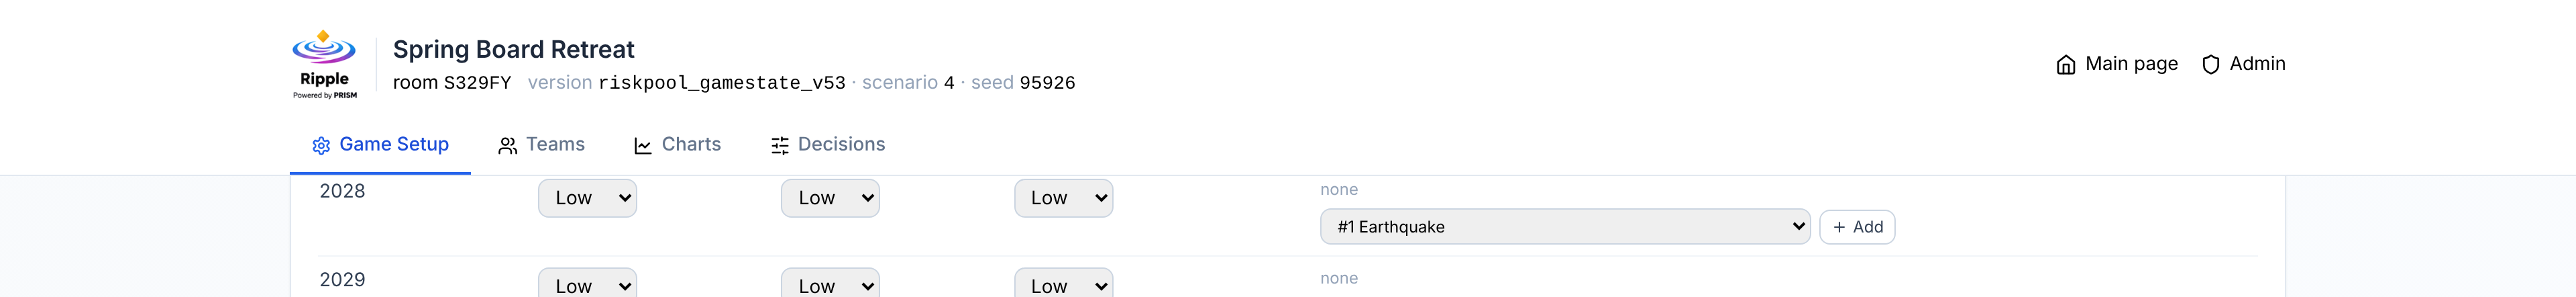 Ripple
Powered by PRISM
Spring Board Retreat
room S329FY version riskpool_gamestate_v53 · scenario 4 · seed 95926
Main page
Admin
Game Setup
Teams
Charts
Decisions
2028 Low Low Low none
#1 Earthquake + Add
2029 Low Low Low none